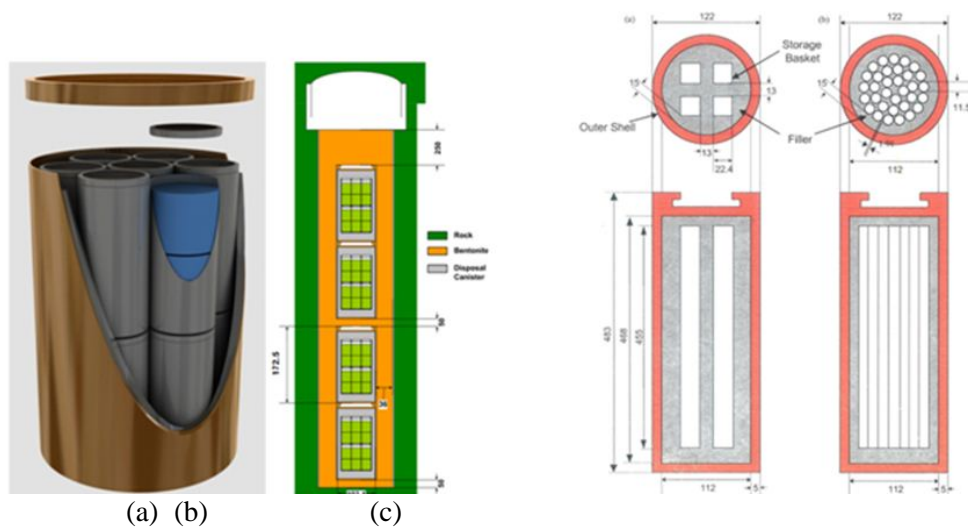 250
Rock
Bentonite
Disposal
Canister
50
172.5
36
50
(a) (b)
(c)
(a)
122
Storage
Basket
15
13
Outer Shell
Filler
13
22.4
(b)
122
15
11.5
112
483
468
455
112
5
112
5